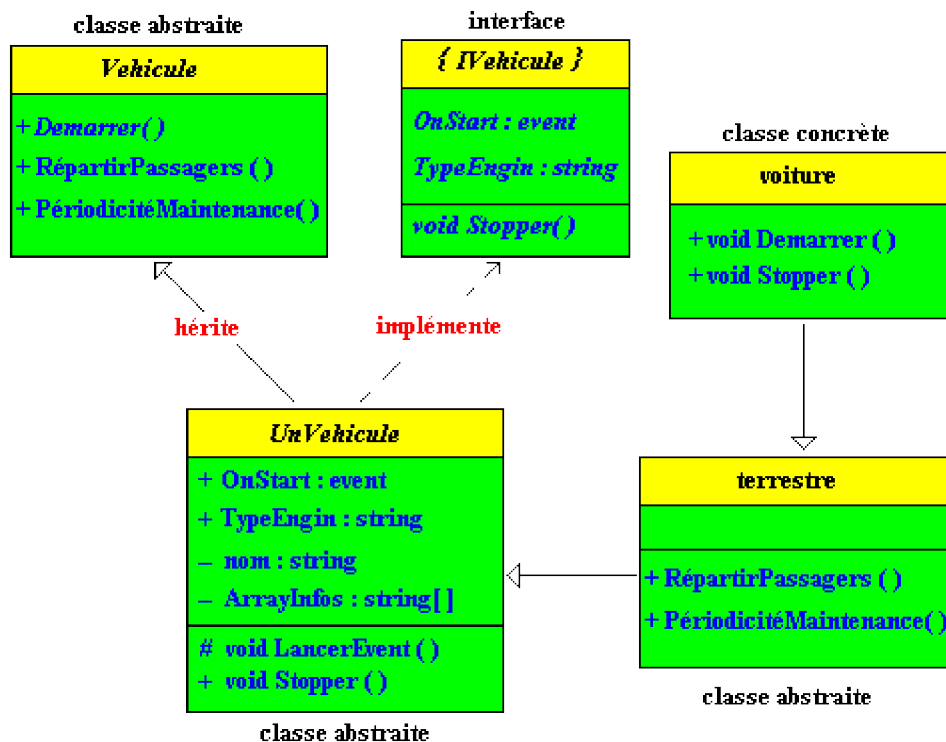 classe abstraite
Vehicule
+ Demarrer( )
+ RépartirPassagers ( )
+ PériodicitéMaintenance( )
interface
{ IVehicule }
OnStart : event
TypeEngin : string
void Stopper( )
classe concrète
voiture
+ void Demarrer ( )
+ void Stopper ( )
hérite
implémente
UnVehicule
+ OnStart : event
+ TypeEngin : string
– nom : string
– ArrayInfos : string[ ]
# void LancerEvent ( )
+ void Stopper ( )
classe abstraite
terrestre
+ RépartirPassagers ( )
+ PériodicitéMaintenance( )
classe abstraite